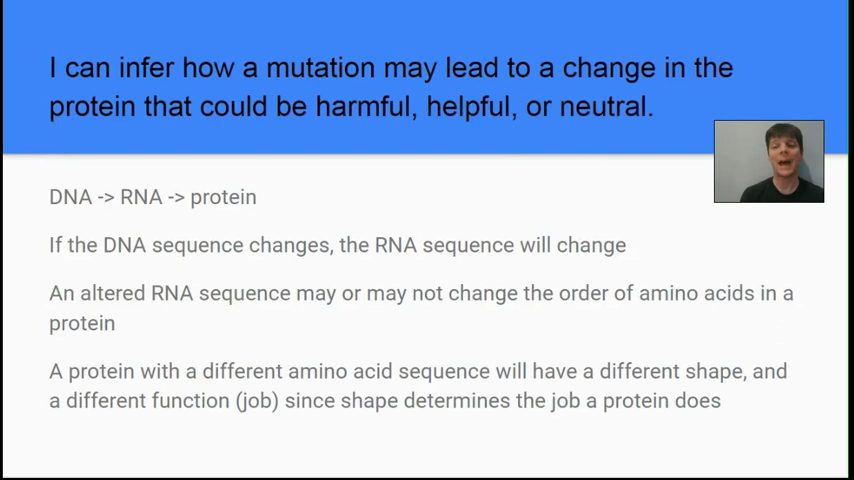 I can infer how a mutation may lead to a change in the
protein that could be harmful, helpful, or neutral.
DNA -> RNA -> protein
If the DNA sequence changes, the RNA sequence will change
An altered RNA sequence may or may not change the order of amino acids in a
protein
A protein with a different amino acid sequence will have a different shape, and
a different function (job) since shape determines the job a protein does